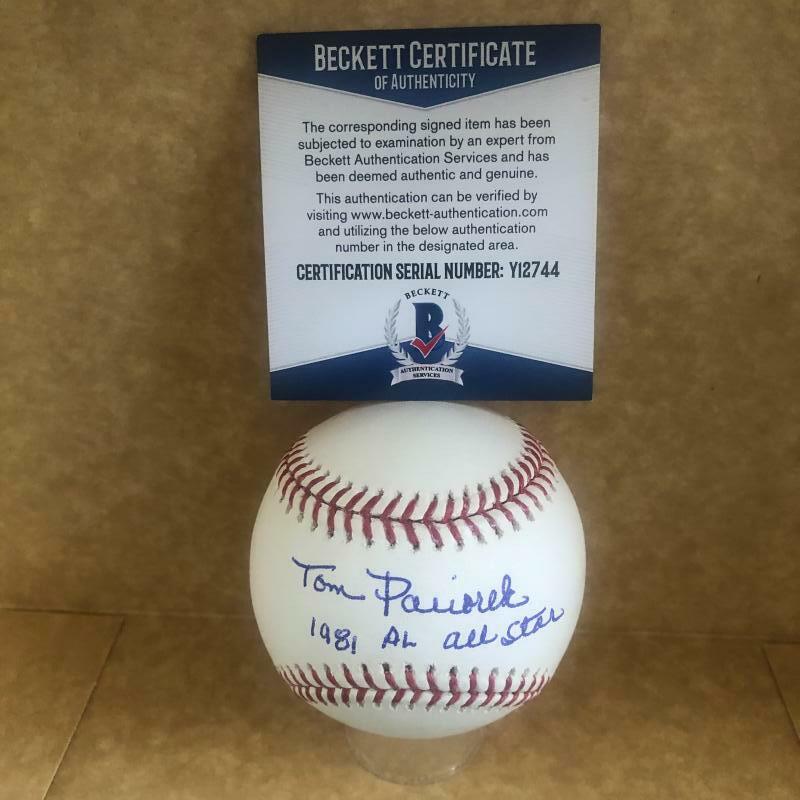 BECKETT CERTIFICATE
OF AUTHENTICITY
The corresponding signed item has been
subjected to examination by an expert from
Beckett Authentication Services and has
been deemed authentic and genuine.
This authentication can be verified by
visiting www.beckett-authentication.com
and utilizing the below authentication
number in the designated area.
CERTIFICATION SERIAL NUMBER: Y12744
BECKETT
B
AUTHENTICATION
SERVICES
Tom Paciorek
1981 AL all star